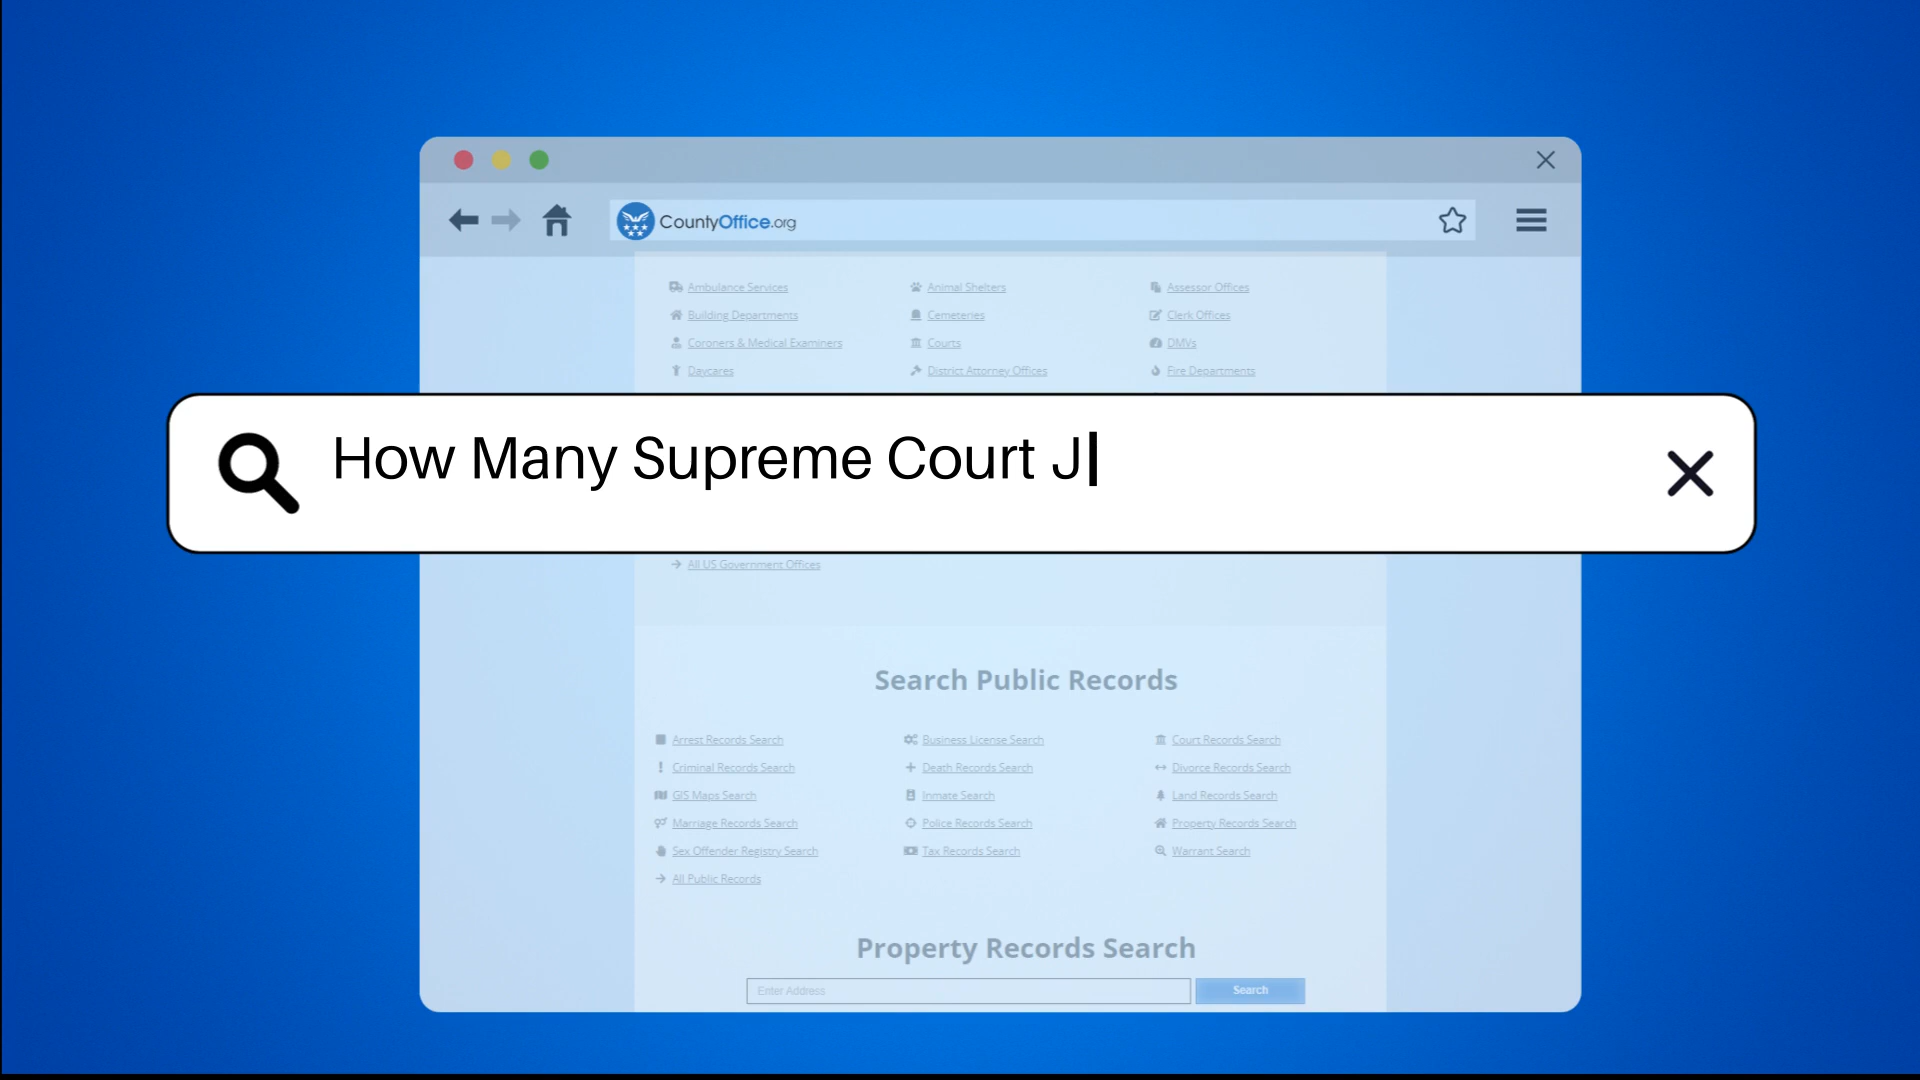 CountyOffice.org
Ambulance Services Animal Shelters Assessor Offices
Building Departments Cemeteries Clerk Offices
Coroners & Medical Examiners Courts DMVs
Daycares District Attorney Offices Fire Departments
How Many Supreme Court J
All US Government Offices
Search Public Records
Arrest Records Search Business License Search Court Records Search
Criminal Records Search Death Records Search Divorce Records Search
GIS Maps Search Inmate Search Land Records Search
Marriage Records Search Police Records Search Property Records Search
Sex Offender Registry Search Tax Records Search Warrant Search
All Public Records
Property Records Search
Enter Address Search